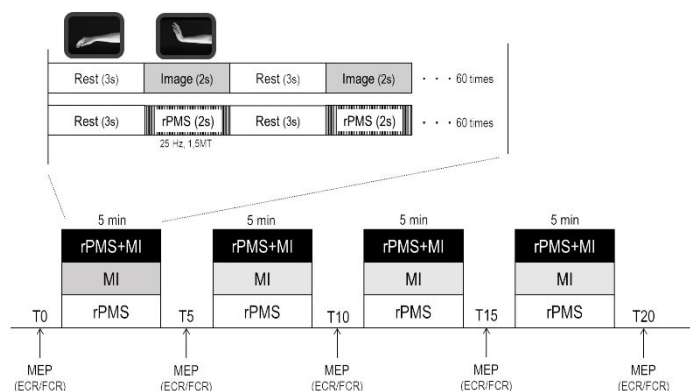 Rest (3s) Image (2s) Rest (3s) Image (2s) · · · 60 times
Rest (3s) rPMS (2s) Rest (3s) rPMS (2s) · · · 60 times
25 Hz, 1,5MT
5 min 5 min 5 min 5 min
rPMS+MI rPMS+MI rPMS+MI rPMS+MI
MI MI MI MI
T0 rPMS T5 rPMS T10 rPMS T15 rPMS T20
MEP MEP MEP MEP MEP
(ECR/FCR) (ECR/FCR) (ECR/FCR) (ECR/FCR) (ECR/FCR)